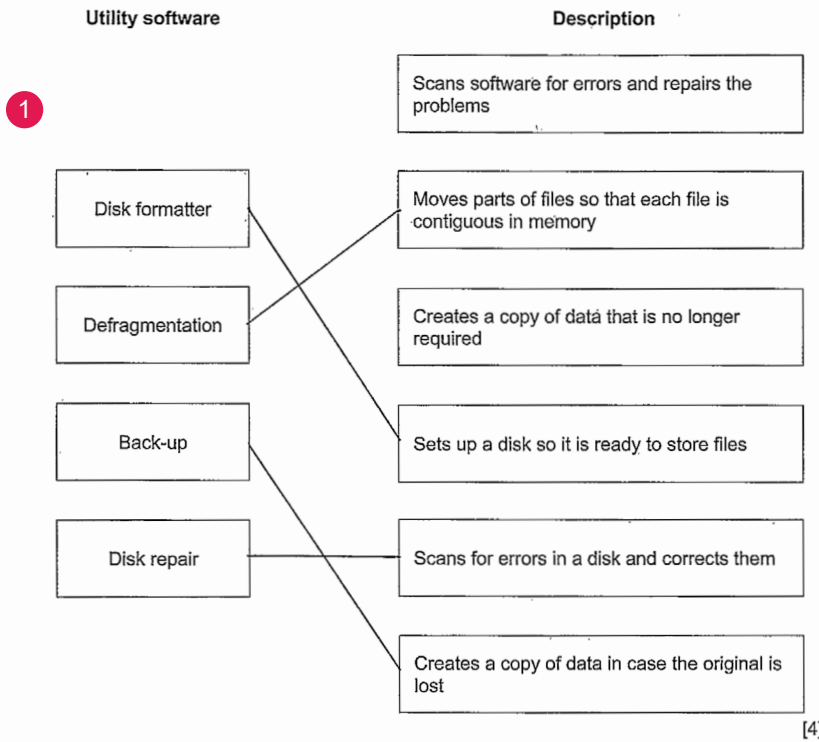 Utility software
Description
1
Scans software for errors and repairs the
problems
Disk formatter
Moves parts of files so that each file is
contiguous in memory
Defragmentation
Creates a copy of data that is no longer
required
Back-up
Sets up a disk so it is ready to store files
Disk repair
Scans for errors in a disk and corrects them
Creates a copy of data in case the original is
lost
[4]